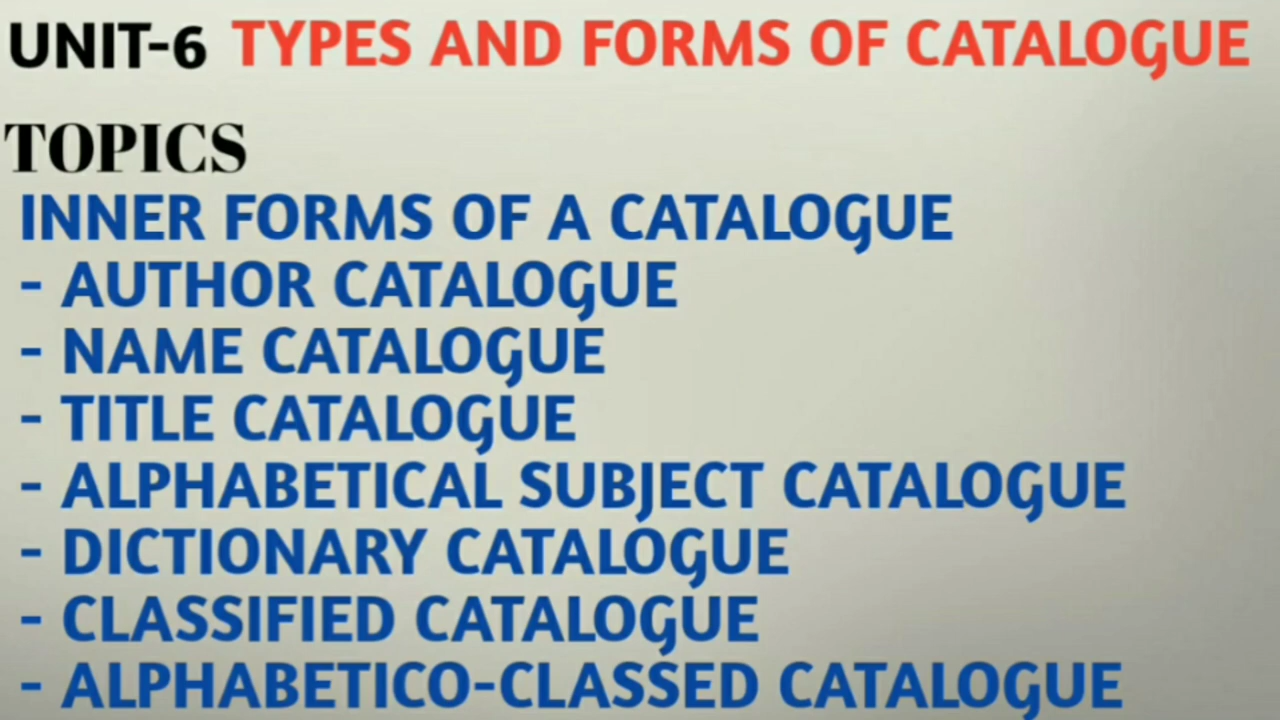 UNIT-6 TYPES AND FORMS OF CATALOGUE
TOPICS
INNER FORMS OF A CATALOGUE
- AUTHOR CATALOGUE
- NAME CATALOGUE
- TITLE CATALOGUE
- ALPHABETICAL SUBJECT CATALOGUE
- DICTIONARY CATALOGUE
- CLASSIFIED CATALOGUE
- ALPHABETICO-CLASSED CATALOGUE